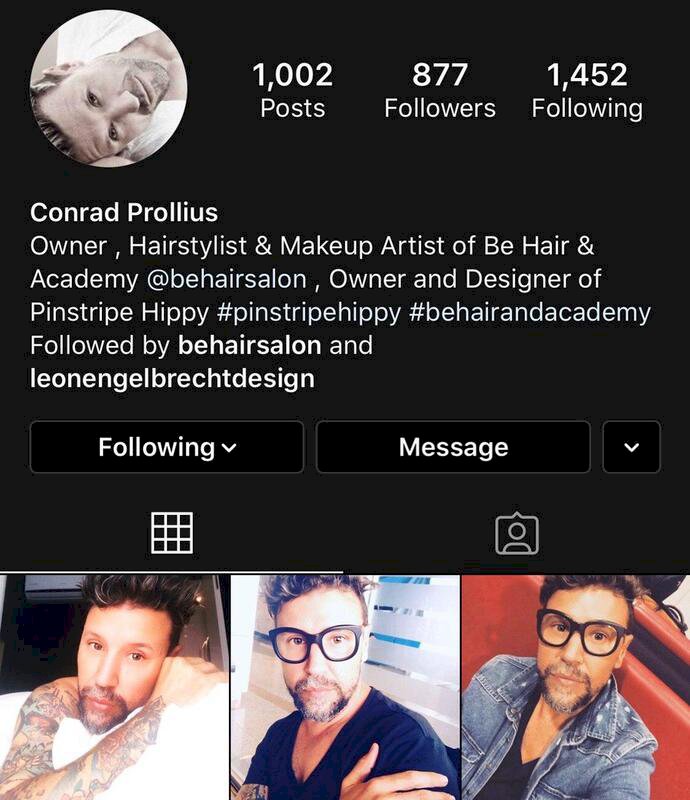 1,002 877 1,452
Posts Followers Following
Conrad Prollius
Owner , Hairstylist & Makeup Artist of Be Hair &
Academy @behairsalon , Owner and Designer of
Pinstripe Hippy #pinstripehippy #behairandacademy
Followed by behairsalon and
leonengelbrechtdesign
Following Message